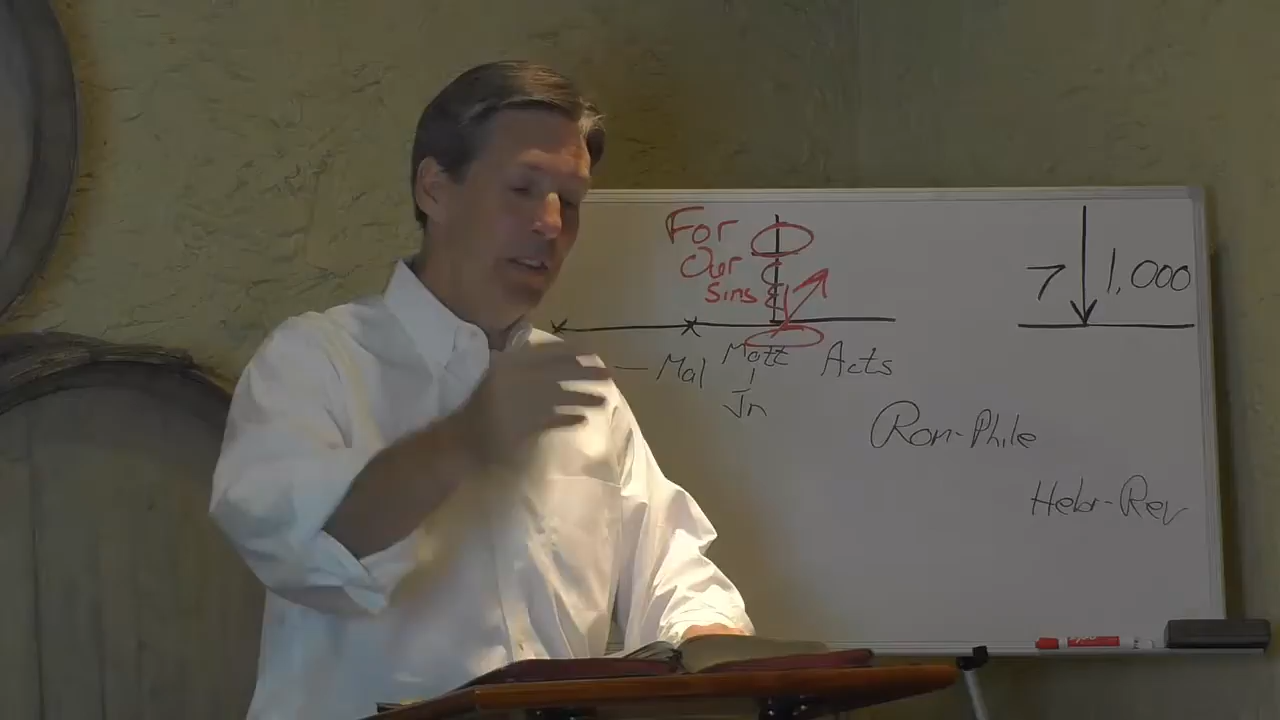 For
Our
Sins
7 1,000
— Mal
Matt
Acts
Jn
Rom-Phile
Hebr-Rev